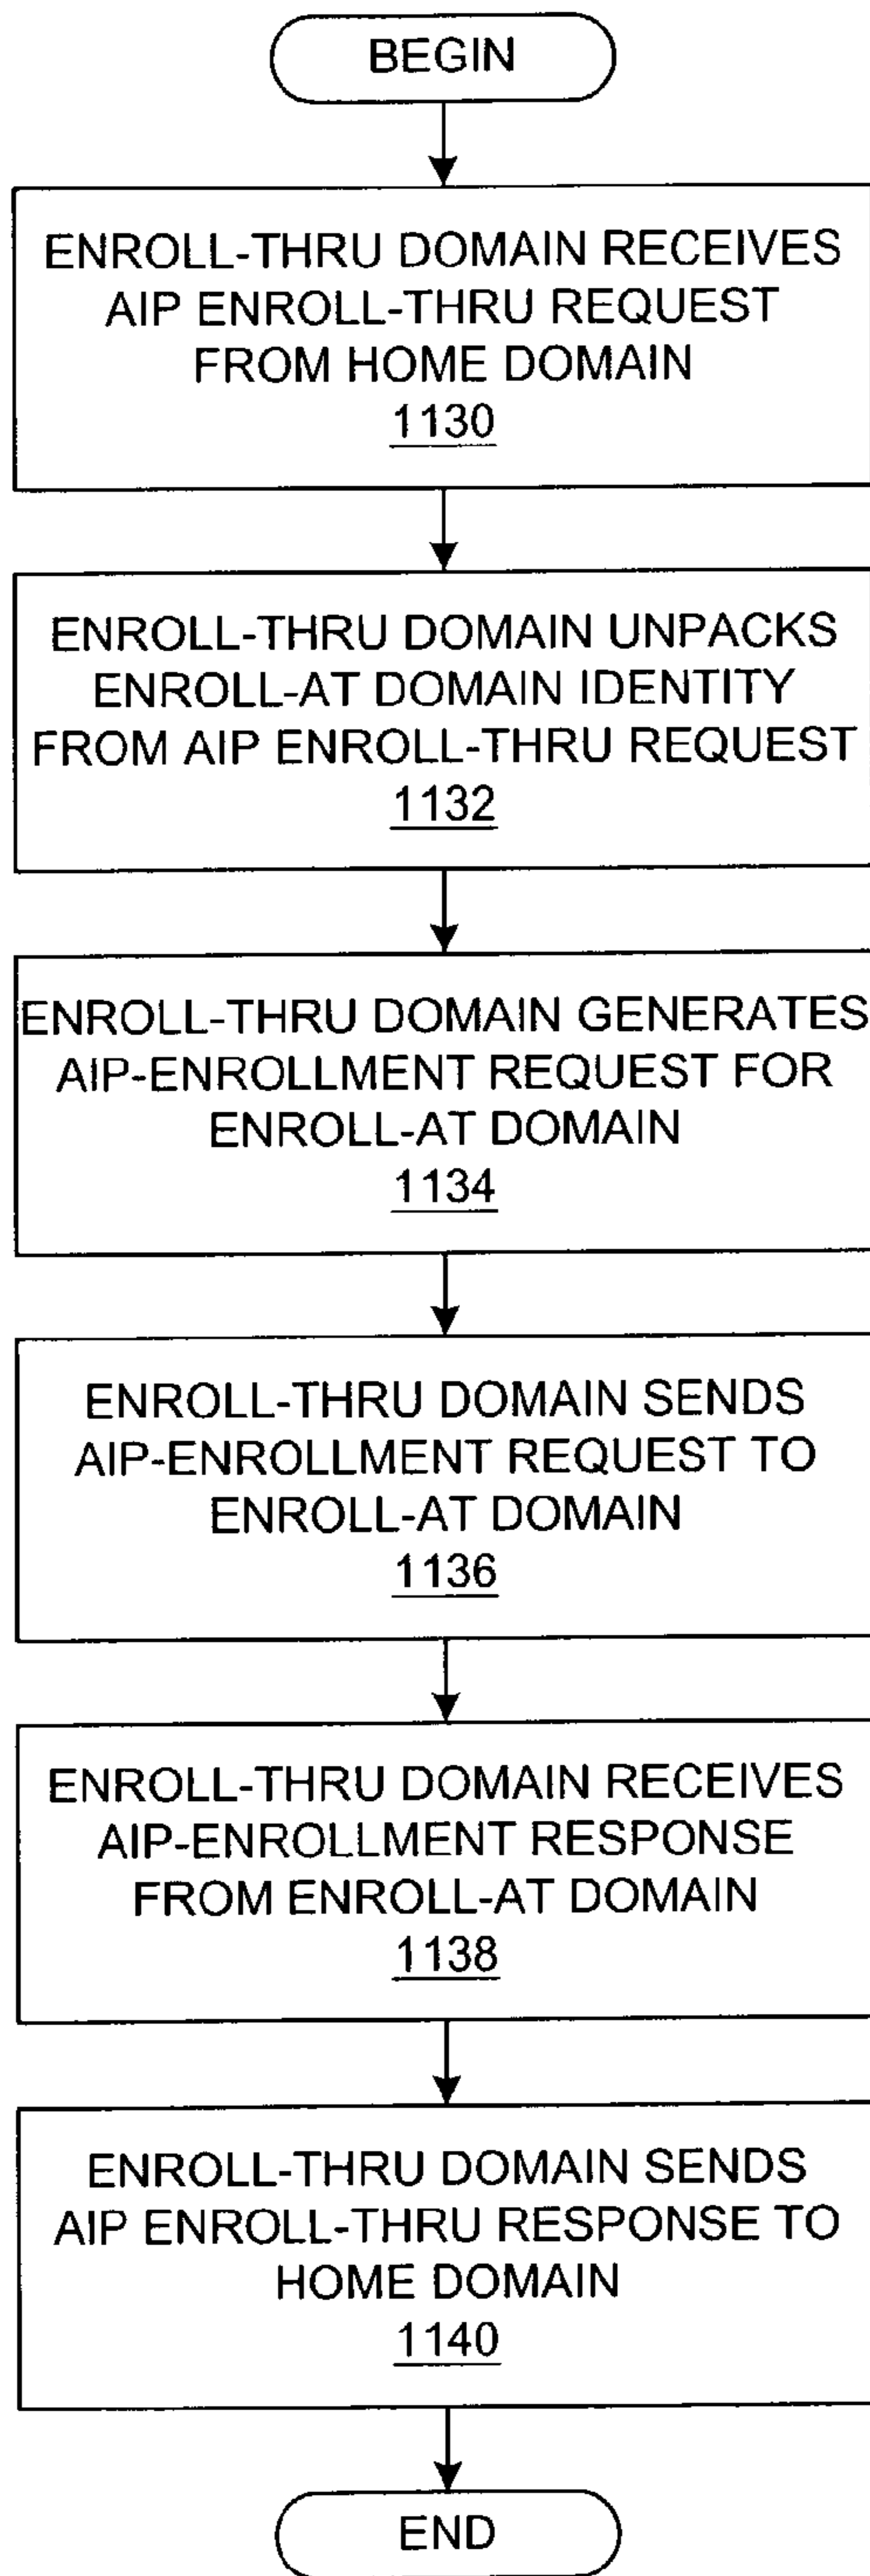 BEGIN
ENROLL-THRU DOMAIN RECEIVES
AIP ENROLL-THRU REQUEST
FROM HOME DOMAIN
1130
ENROLL-THRU DOMAIN UNPACKS
ENROLL-AT DOMAIN IDENTITY
FROM AIP ENROLL-THRU REQUEST
1132
ENROLL-THRU DOMAIN GENERATES
AIP-ENROLLMENT REQUEST FOR
ENROLL-AT DOMAIN
1134
ENROLL-THRU DOMAIN SENDS
AIP-ENROLLMENT REQUEST TO
ENROLL-AT DOMAIN
1136
ENROLL-THRU DOMAIN RECEIVES
AIP-ENROLLMENT RESPONSE
FROM ENROLL-AT DOMAIN
1138
ENROLL-THRU DOMAIN SENDS
AIP ENROLL-THRU RESPONSE TO
HOME DOMAIN
1140
END